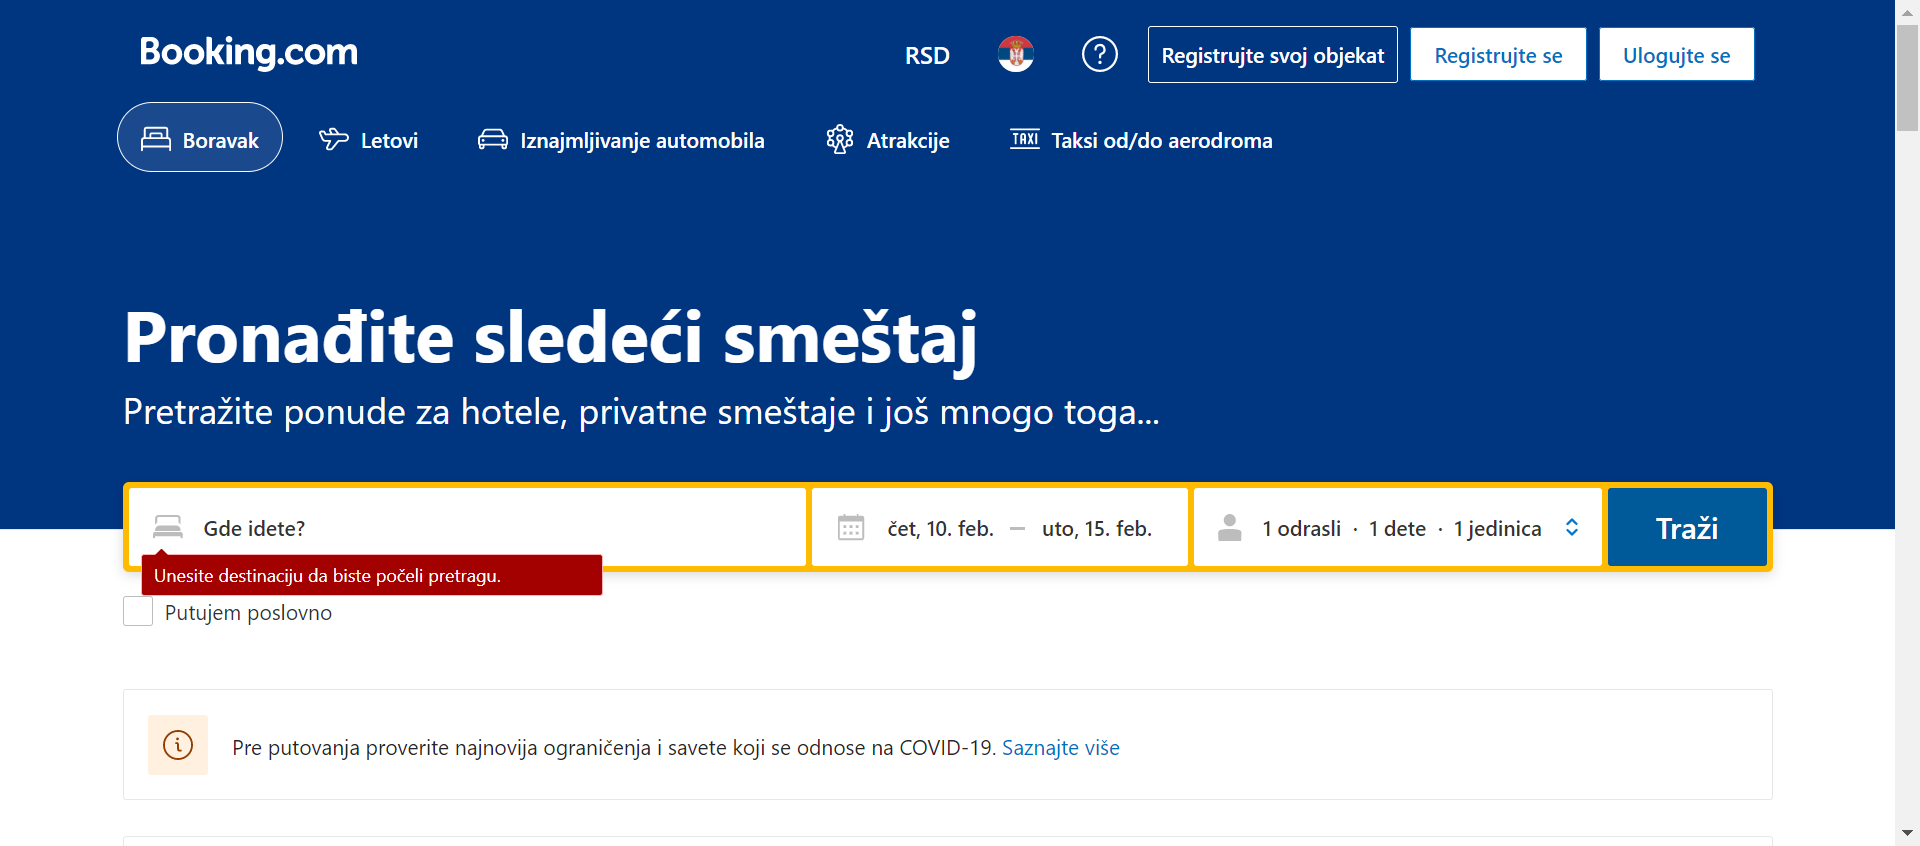 Booking.com
RSD
Registrujte svoj objekat
Registrujte se
Ulogujte se
Boravak
Letovi
Iznajmljivanje automobila
Atrakcije
TAXI Taksi od/do aerodroma
Pronađite sledeći smeštaj
Pretražite ponude za hotele, privatne smeštaje i još mnogo toga...
Gde idete?
čet, 10. feb. — uto, 15. feb.
1 odrasli · 1 dete · 1 jedinica
Traži
Unesite destinaciju da biste počeli pretragu.
Putujem poslovno
Pre putovanja proverite najnovija ograničenja i savete koji se odnose na COVID-19. Saznajte više